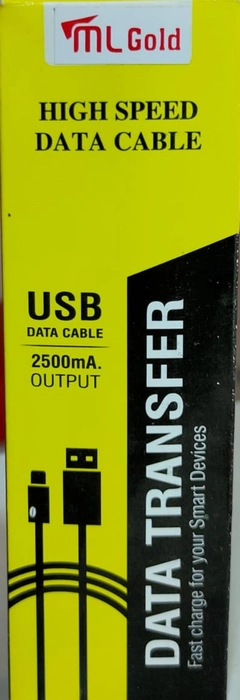 ML Gold
HIGH SPEED
DATA CABLE
USB
DATA CABLE
2500mA.
OUTPUT
DATA TRANSFER
Fast charge for your Smart Devices